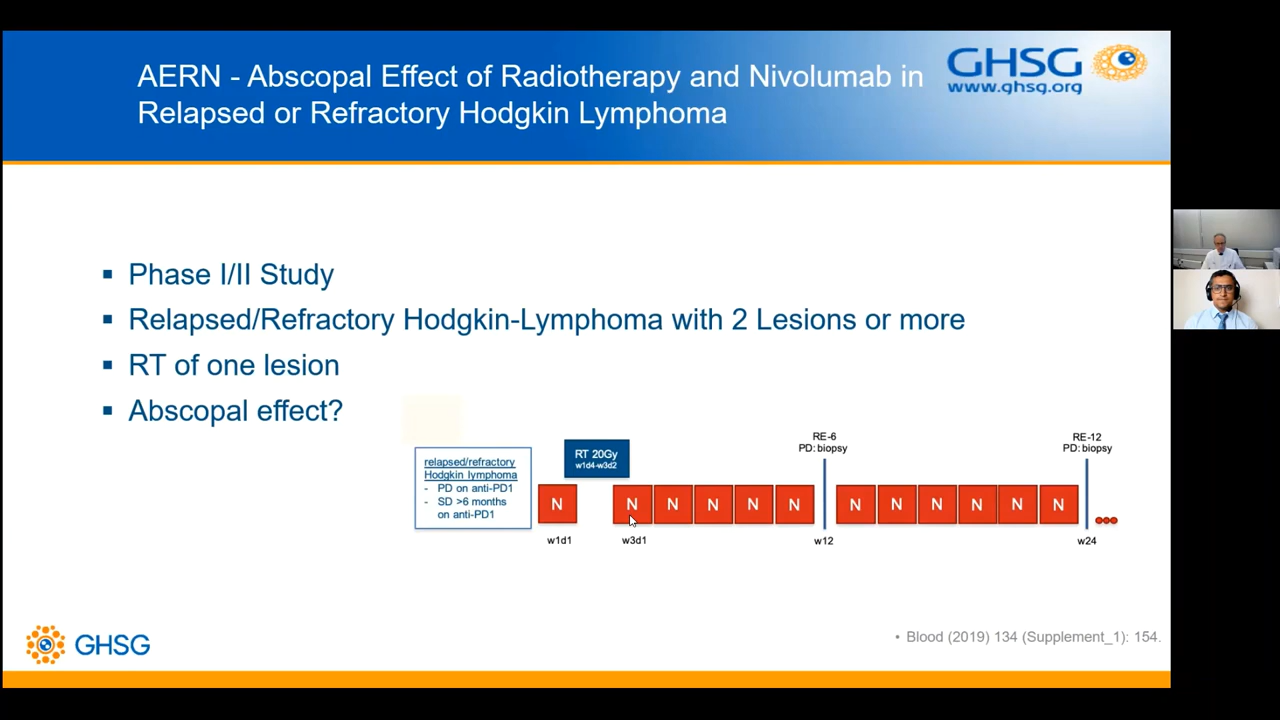 AERN - Abscopal Effect of Radiotherapy and Nivolumab in
Relapsed or Refractory Hodgkin Lymphoma
GHSG
www.ghsg.org
▪ Phase I/II Study
▪ Relapsed/Refractory Hodgkin-Lymphoma with 2 Lesions or more
▪ RT of one lesion
▪ Abscopal effect?
relapsed/refractory
Hodgkin lymphoma
- PD on anti-PD1
- SD >6 months
on anti-PD1
RT 20Gy
w1d4-w3d2
RE-6
PD: biopsy
RE-12
PD: biopsy
N N N N N N N N N N N N
w1d1 w3d1 w12 w24
GHSG
• Blood (2019) 134 (Supplement_1): 154.